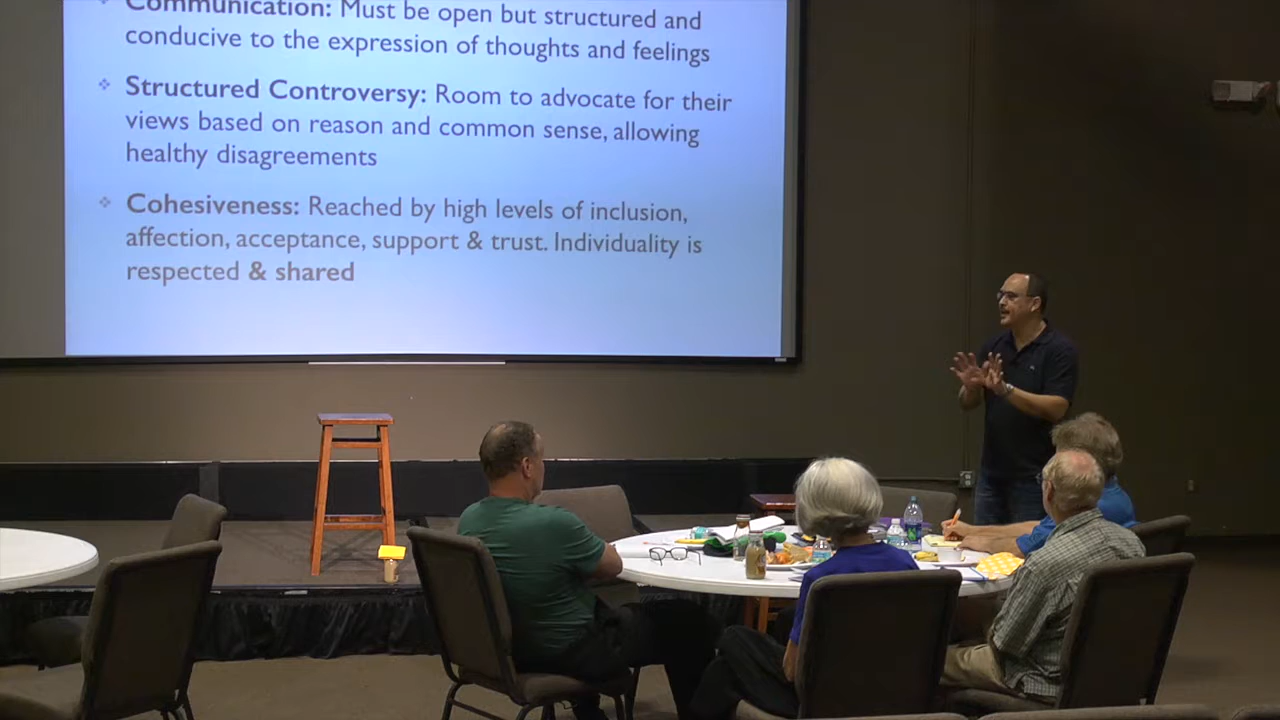 Communication: Must be open but structured and
conducive to the expression of thoughts and feelings
Structured Controversy: Room to advocate for their
views based on reason and common sense, allowing
healthy disagreements
Cohesiveness: Reached by high levels of inclusion,
affection, acceptance, support & trust. Individuality is
respected & shared